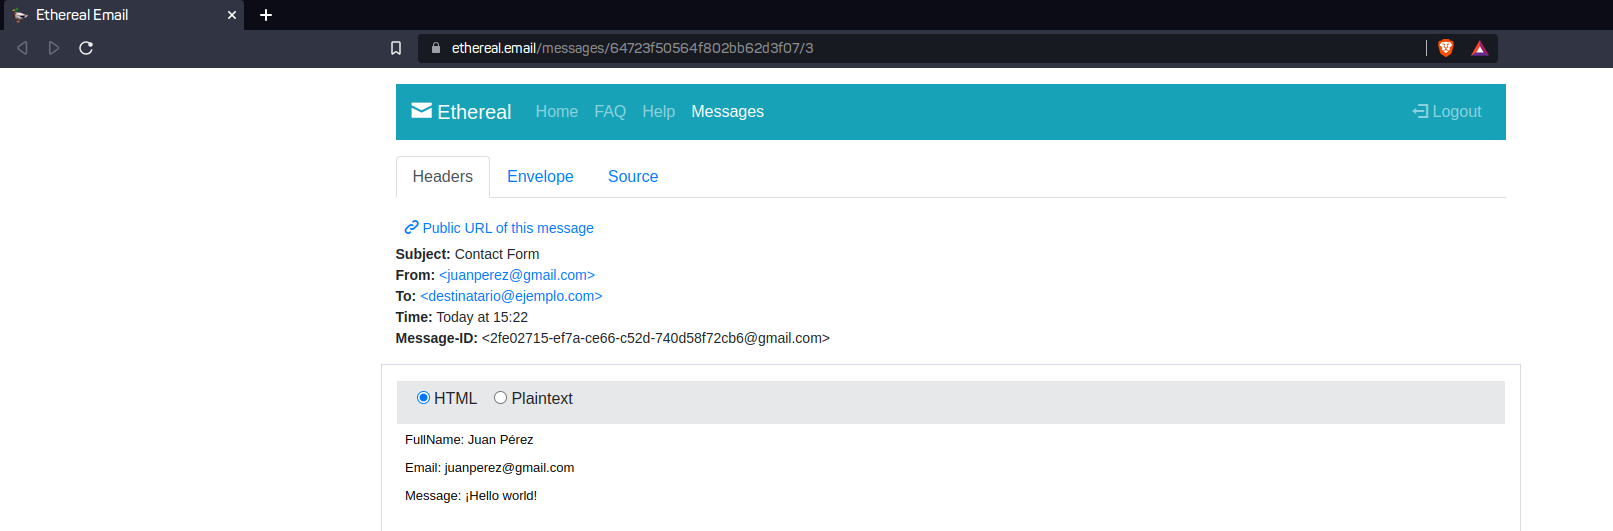 Ethereal Email
ethereal.email/messages/64723f50564f802bb62d3f07/3
Ethereal Home FAQ Help Messages Logout
Headers Envelope Source
Public URL of this message
Subject: Contact Form
From: <juanperez@gmail.com>
To: <destinatario@ejemplo.com>
Time: Today at 15:22
Message-ID: <2fe02715-ef7a-ce66-c52d-740d58f72cb6@gmail.com>
HTML Plaintext
FullName: Juan Pérez
Email: juanperez@gmail.com
Message: ¡Hello world!